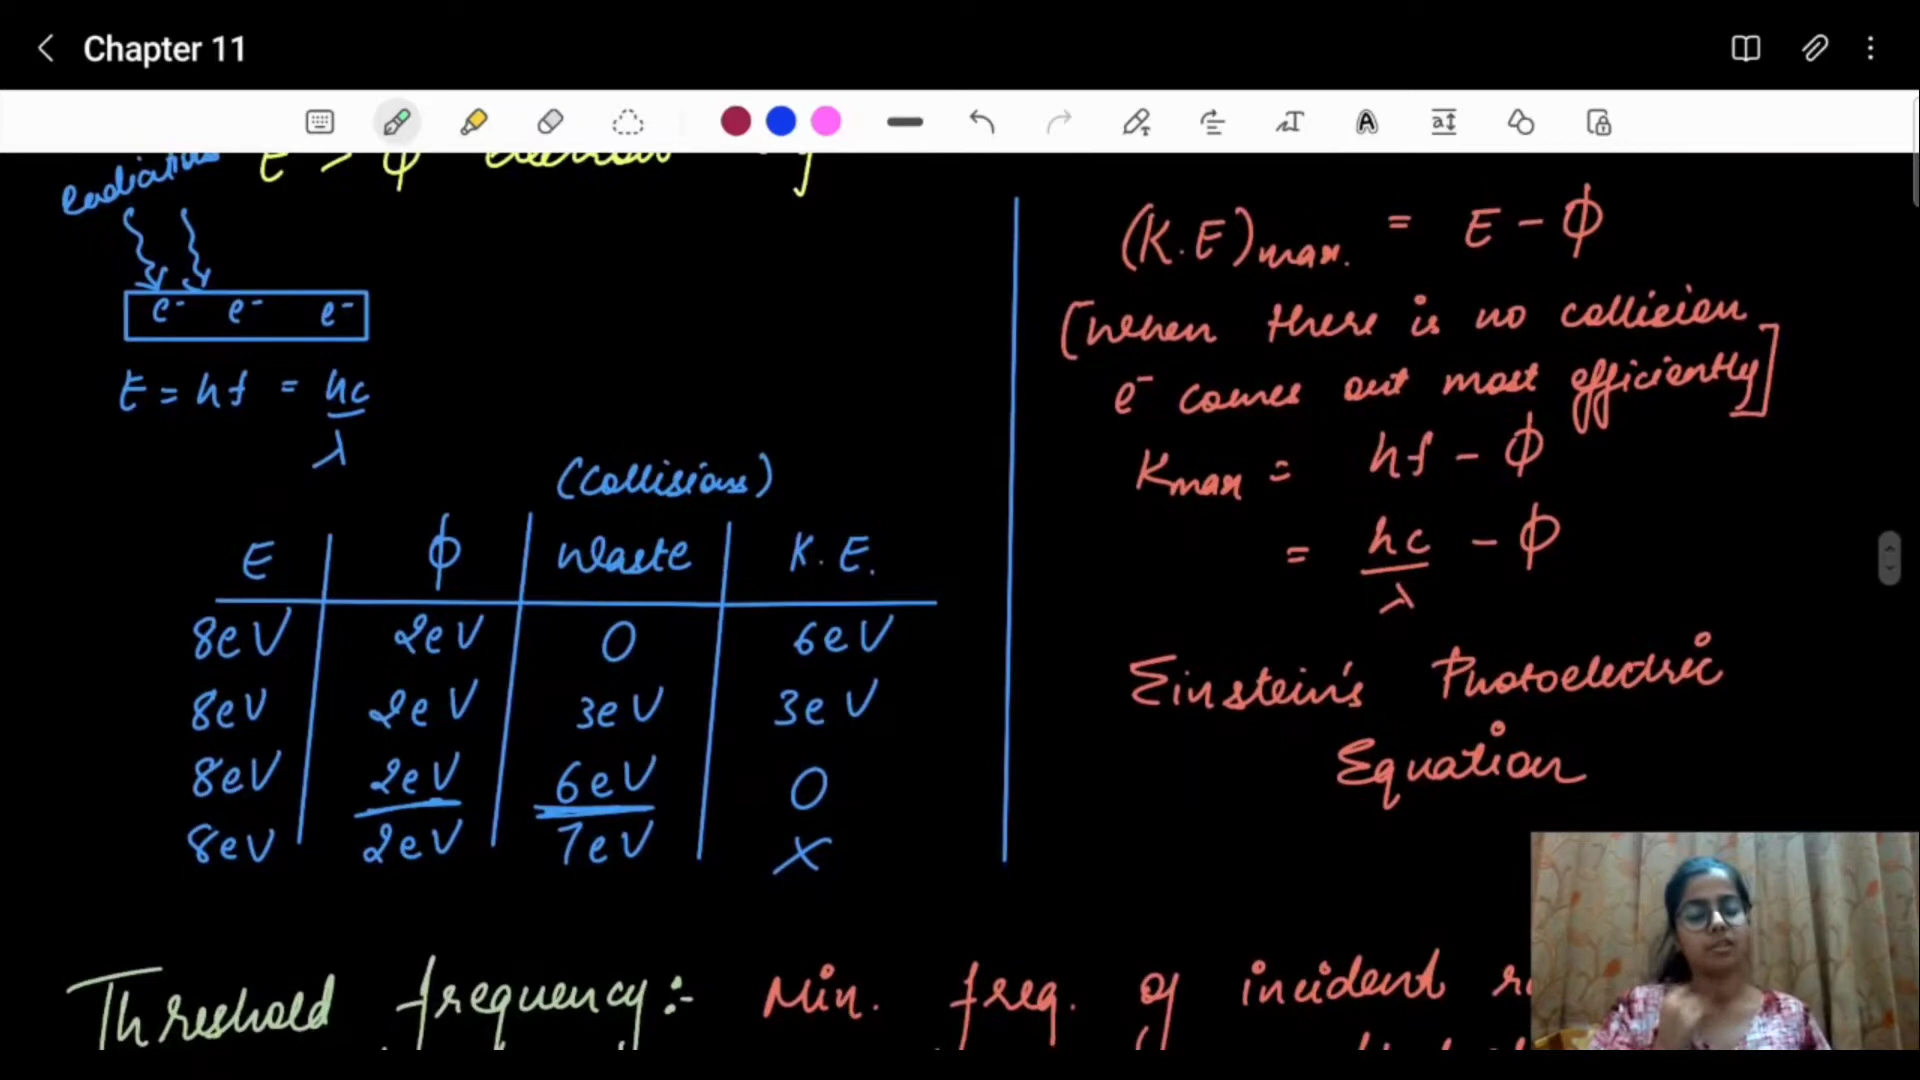 Chapter 11
E > φ
radiation
e⁻ e⁻ e⁻
E = hf = hc
λ
(Collisions)
E | φ | Waste | K.E.
8eV | 2eV | 0 | 6eV
8eV | 2eV | 3eV | 3eV
8eV | 2eV | 6eV | 0
8eV | 2eV | 7eV | X
(K.E)max. = E - φ
[When there is no collision
e⁻ comes out most efficiently]
Kmax = hf - φ
= hc/λ - φ
Einstein's Photoelectric
Equation
Threshold frequency:- Min. freq. of incident